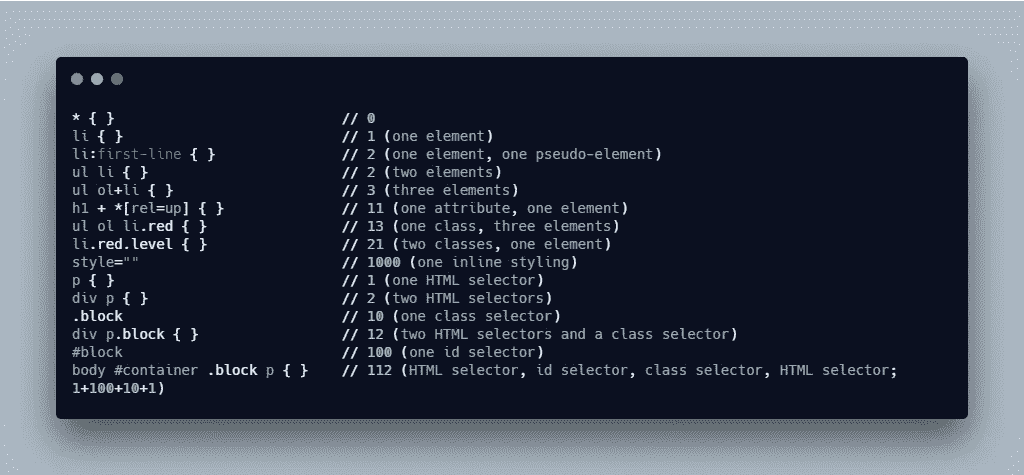 * { } // 0
li { } // 1 (one element)
li:first-line { } // 2 (one element, one pseudo-element)
ul li { } // 2 (two elements)
ul ol+li { } // 3 (three elements)
h1 + *[rel=up] { } // 11 (one attribute, one element)
ul ol li.red { } // 13 (one class, three elements)
li.red.level { } // 21 (two classes, one element)
style="" // 1000 (one inline styling)
p { } // 1 (one HTML selector)
div p { } // 2 (two HTML selectors)
.block // 10 (one class selector)
div p.block { } // 12 (two HTML selectors and a class selector)
#block // 100 (one id selector)
body #container .block p { } // 112 (HTML selector, id selector, class selector, HTML selector;
1+100+10+1)